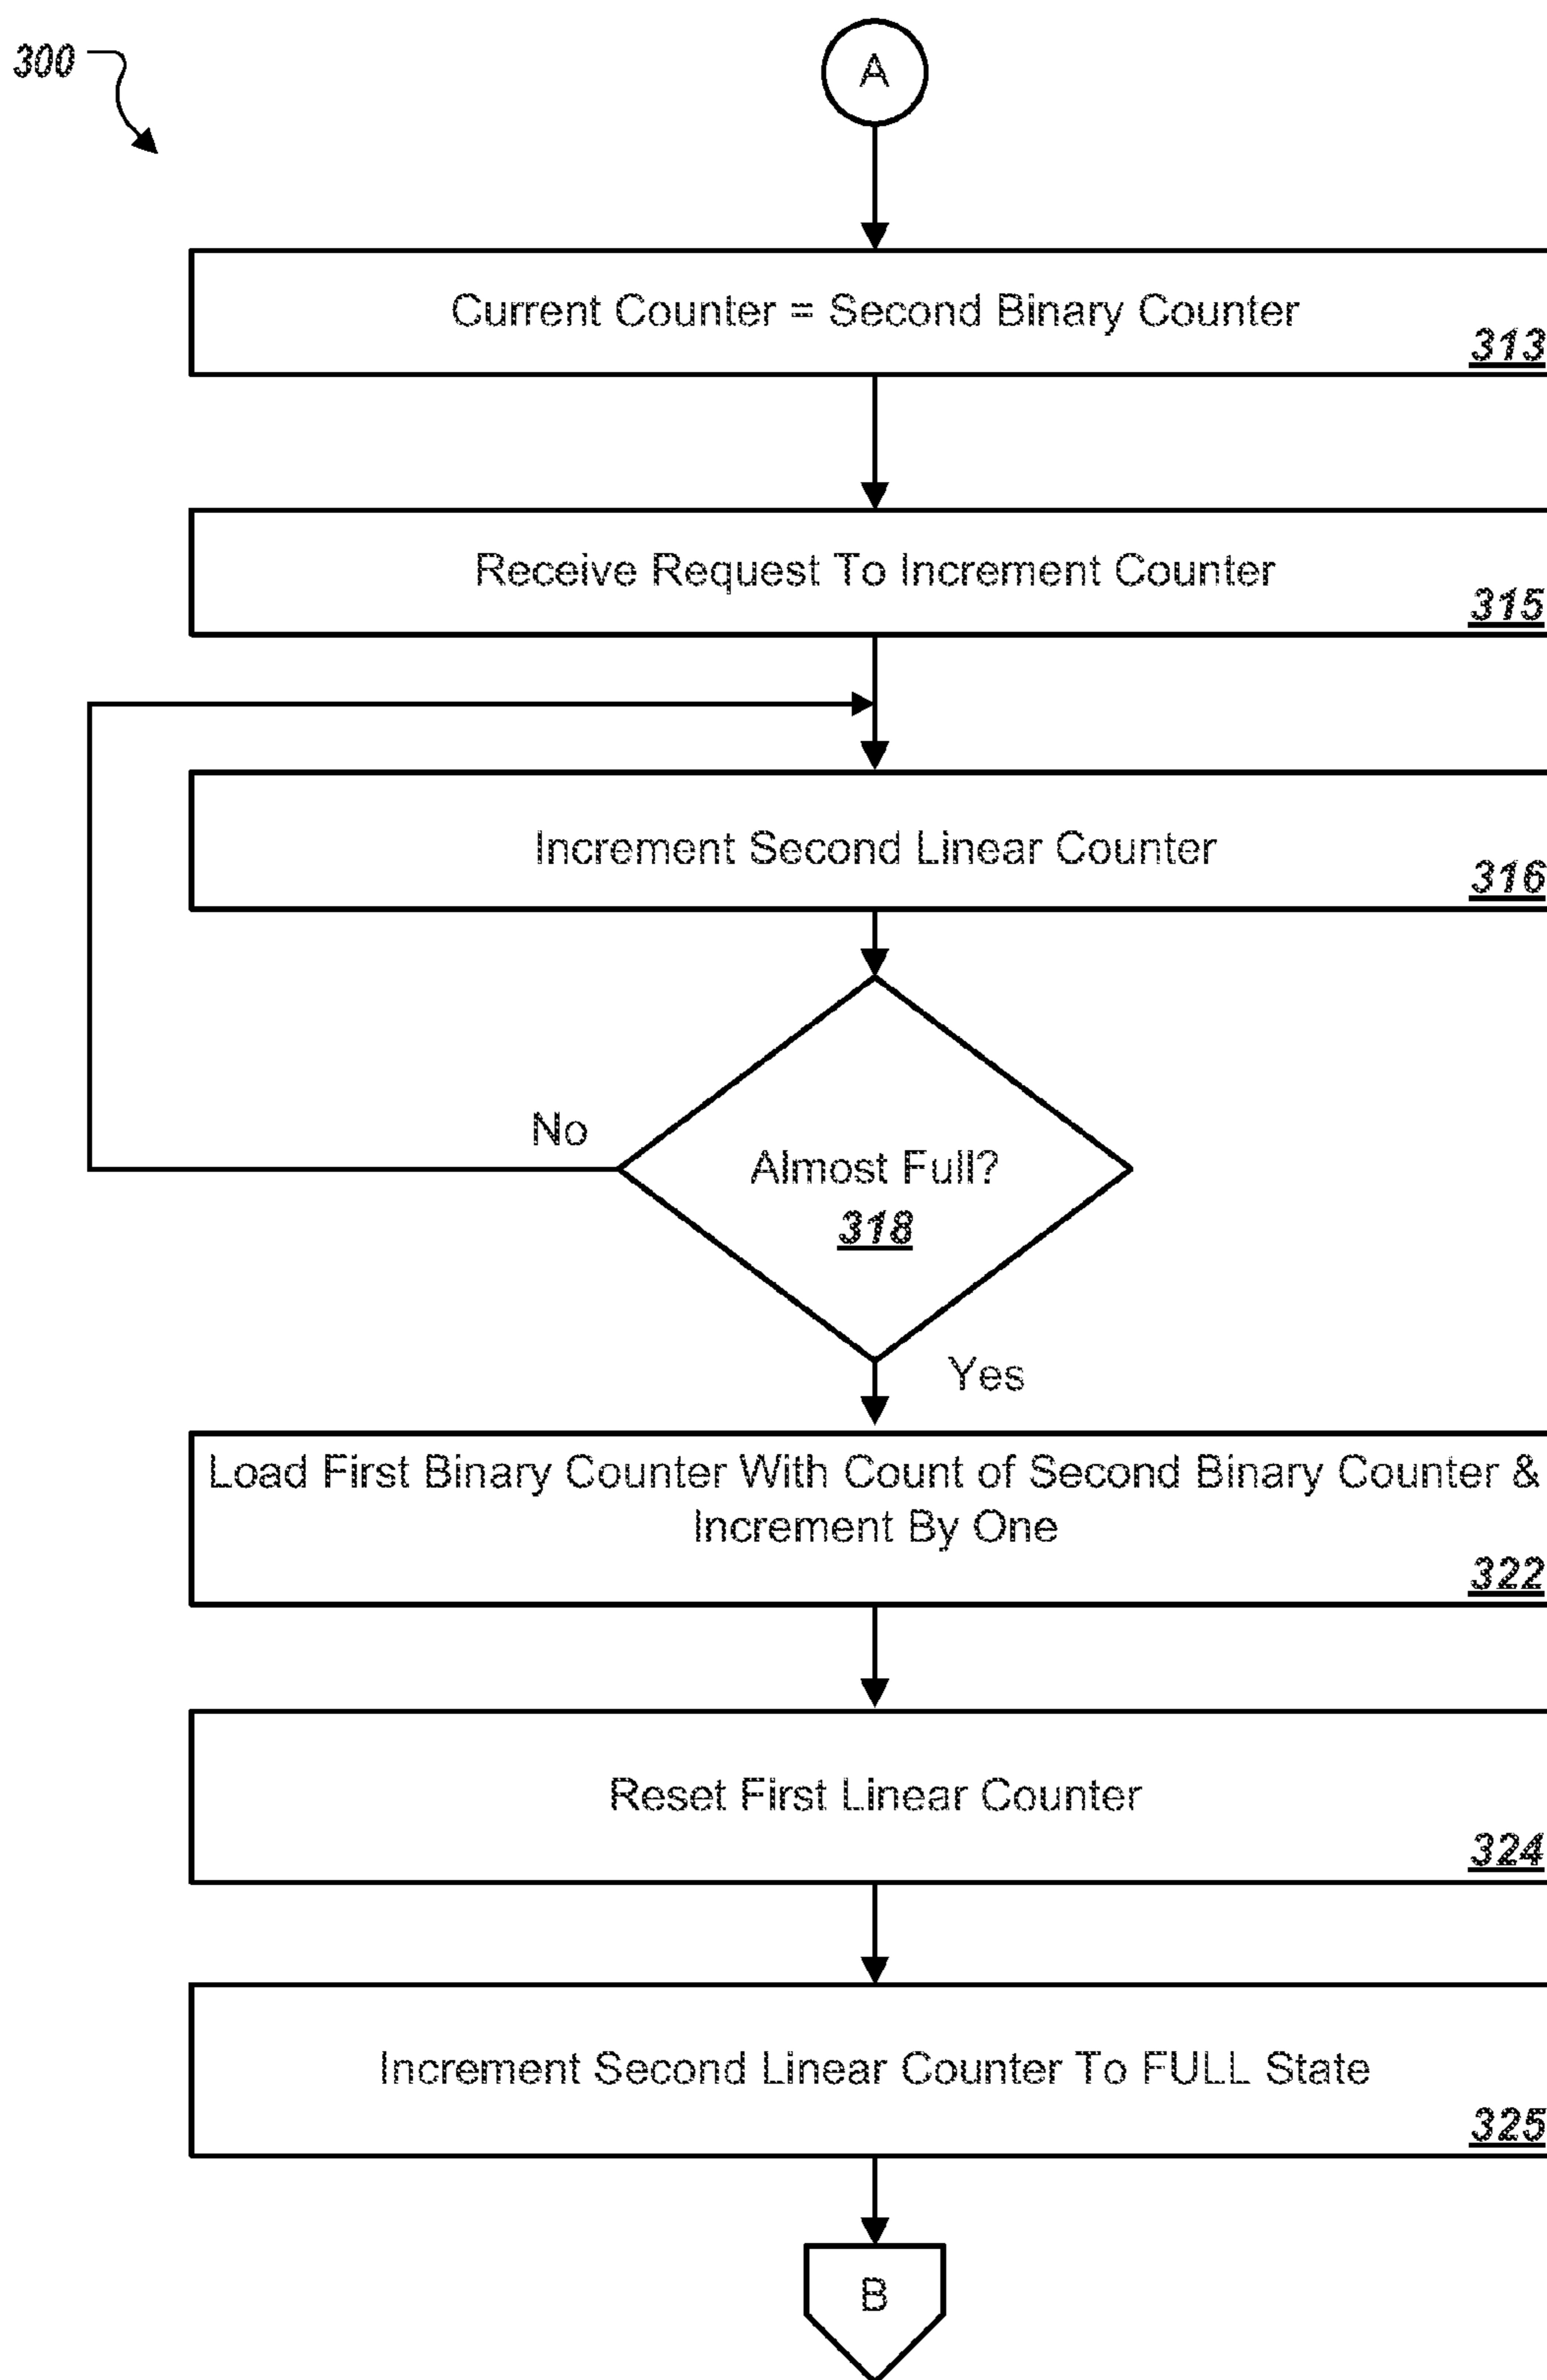 300
A
Current Counter = Second Binary Counter
313
Receive Request To Increment Counter
315
Increment Second Linear Counter
316
No
Almost Full?
318
Yes
Load First Binary Counter With Count of Second Binary Counter &
Increment By One
322
Reset First Linear Counter
324
Increment Second Linear Counter To FULL State
325
B